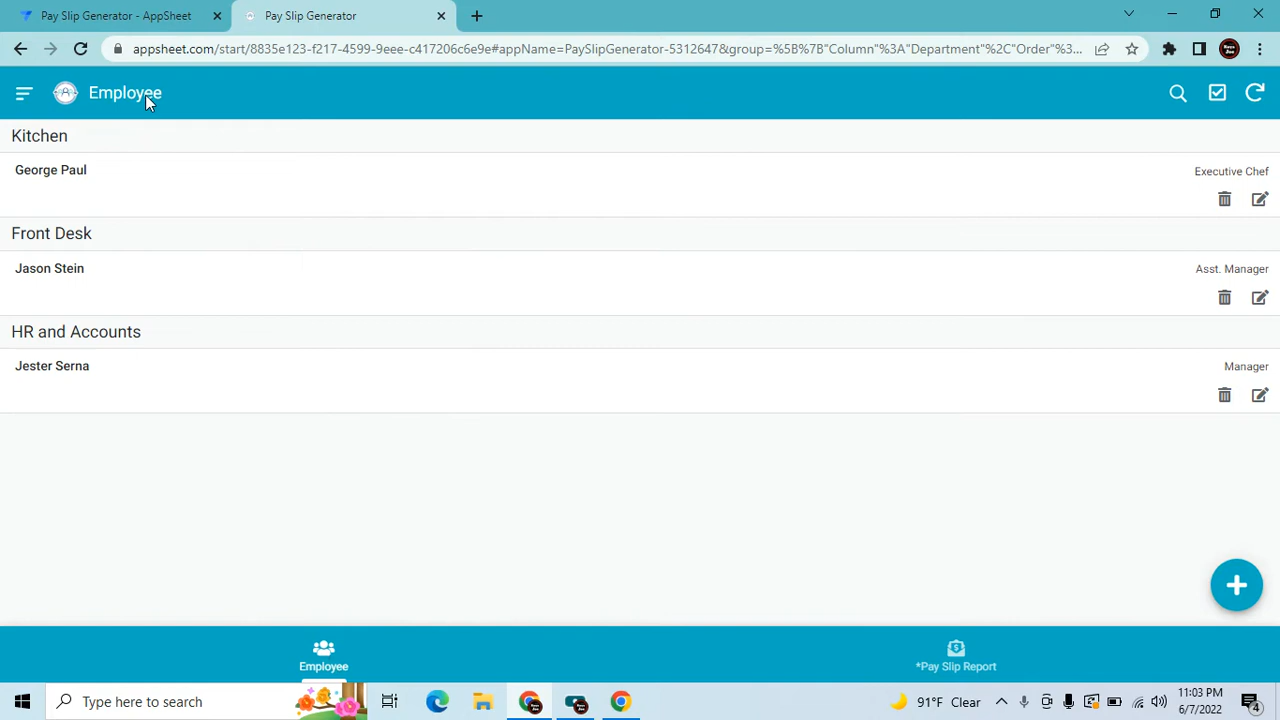 Pay Slip Generator - AppSheet
Pay Slip Generator
appsheet.com/start/8835e123-f217-4599-9eee-c417206c6e9e#appName=PaySlipGenerator-5312647&group=%5B%7B"Column"%3A"Department"%2C"Order"%3...
Employee
Kitchen
George Paul
Executive Chef
Front Desk
Jason Stein
Asst. Manager
HR and Accounts
Jester Serna
Manager
Employee
*Pay Slip Report
Type here to search
91°F Clear
11:03 PM
6/7/2022
4